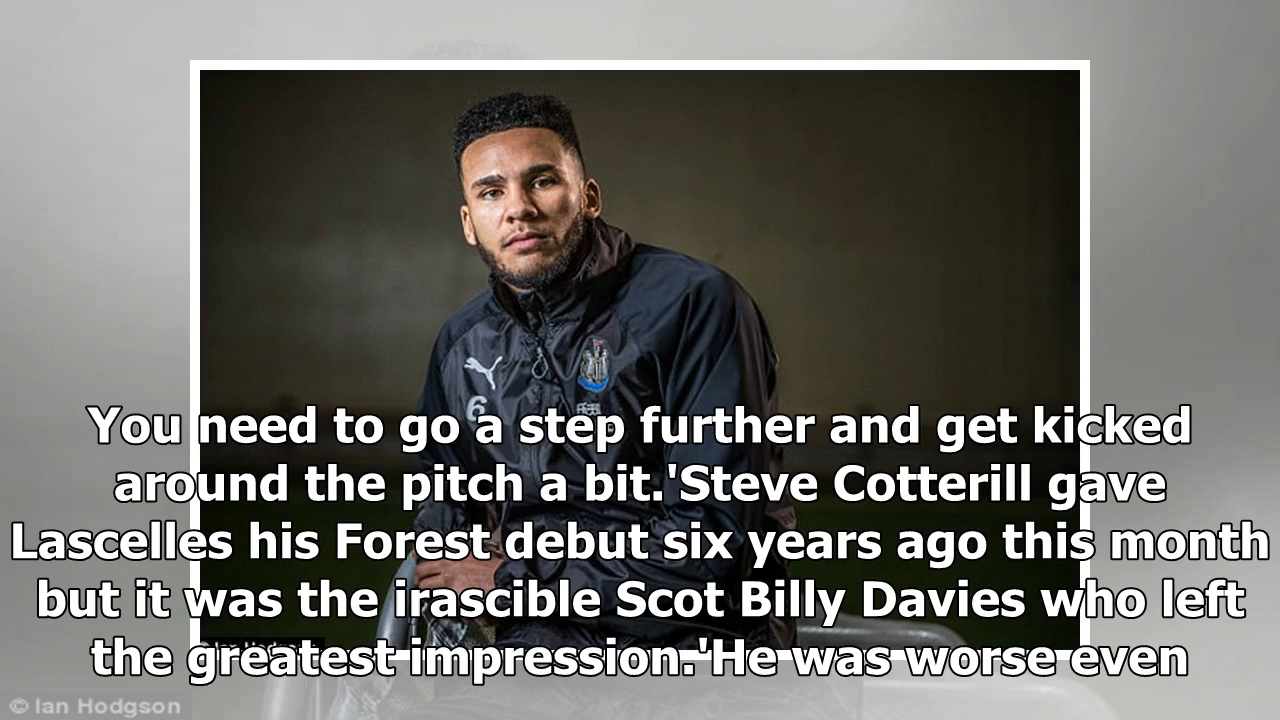 6
You need to go a step further and get kicked
around the pitch a bit.'Steve Cotterill gave
Lascelles his Forest debut six years ago this month
but it was the irascible Scot Billy Davies who left
the greatest impression.'He was worse even
© Ian Hodgson